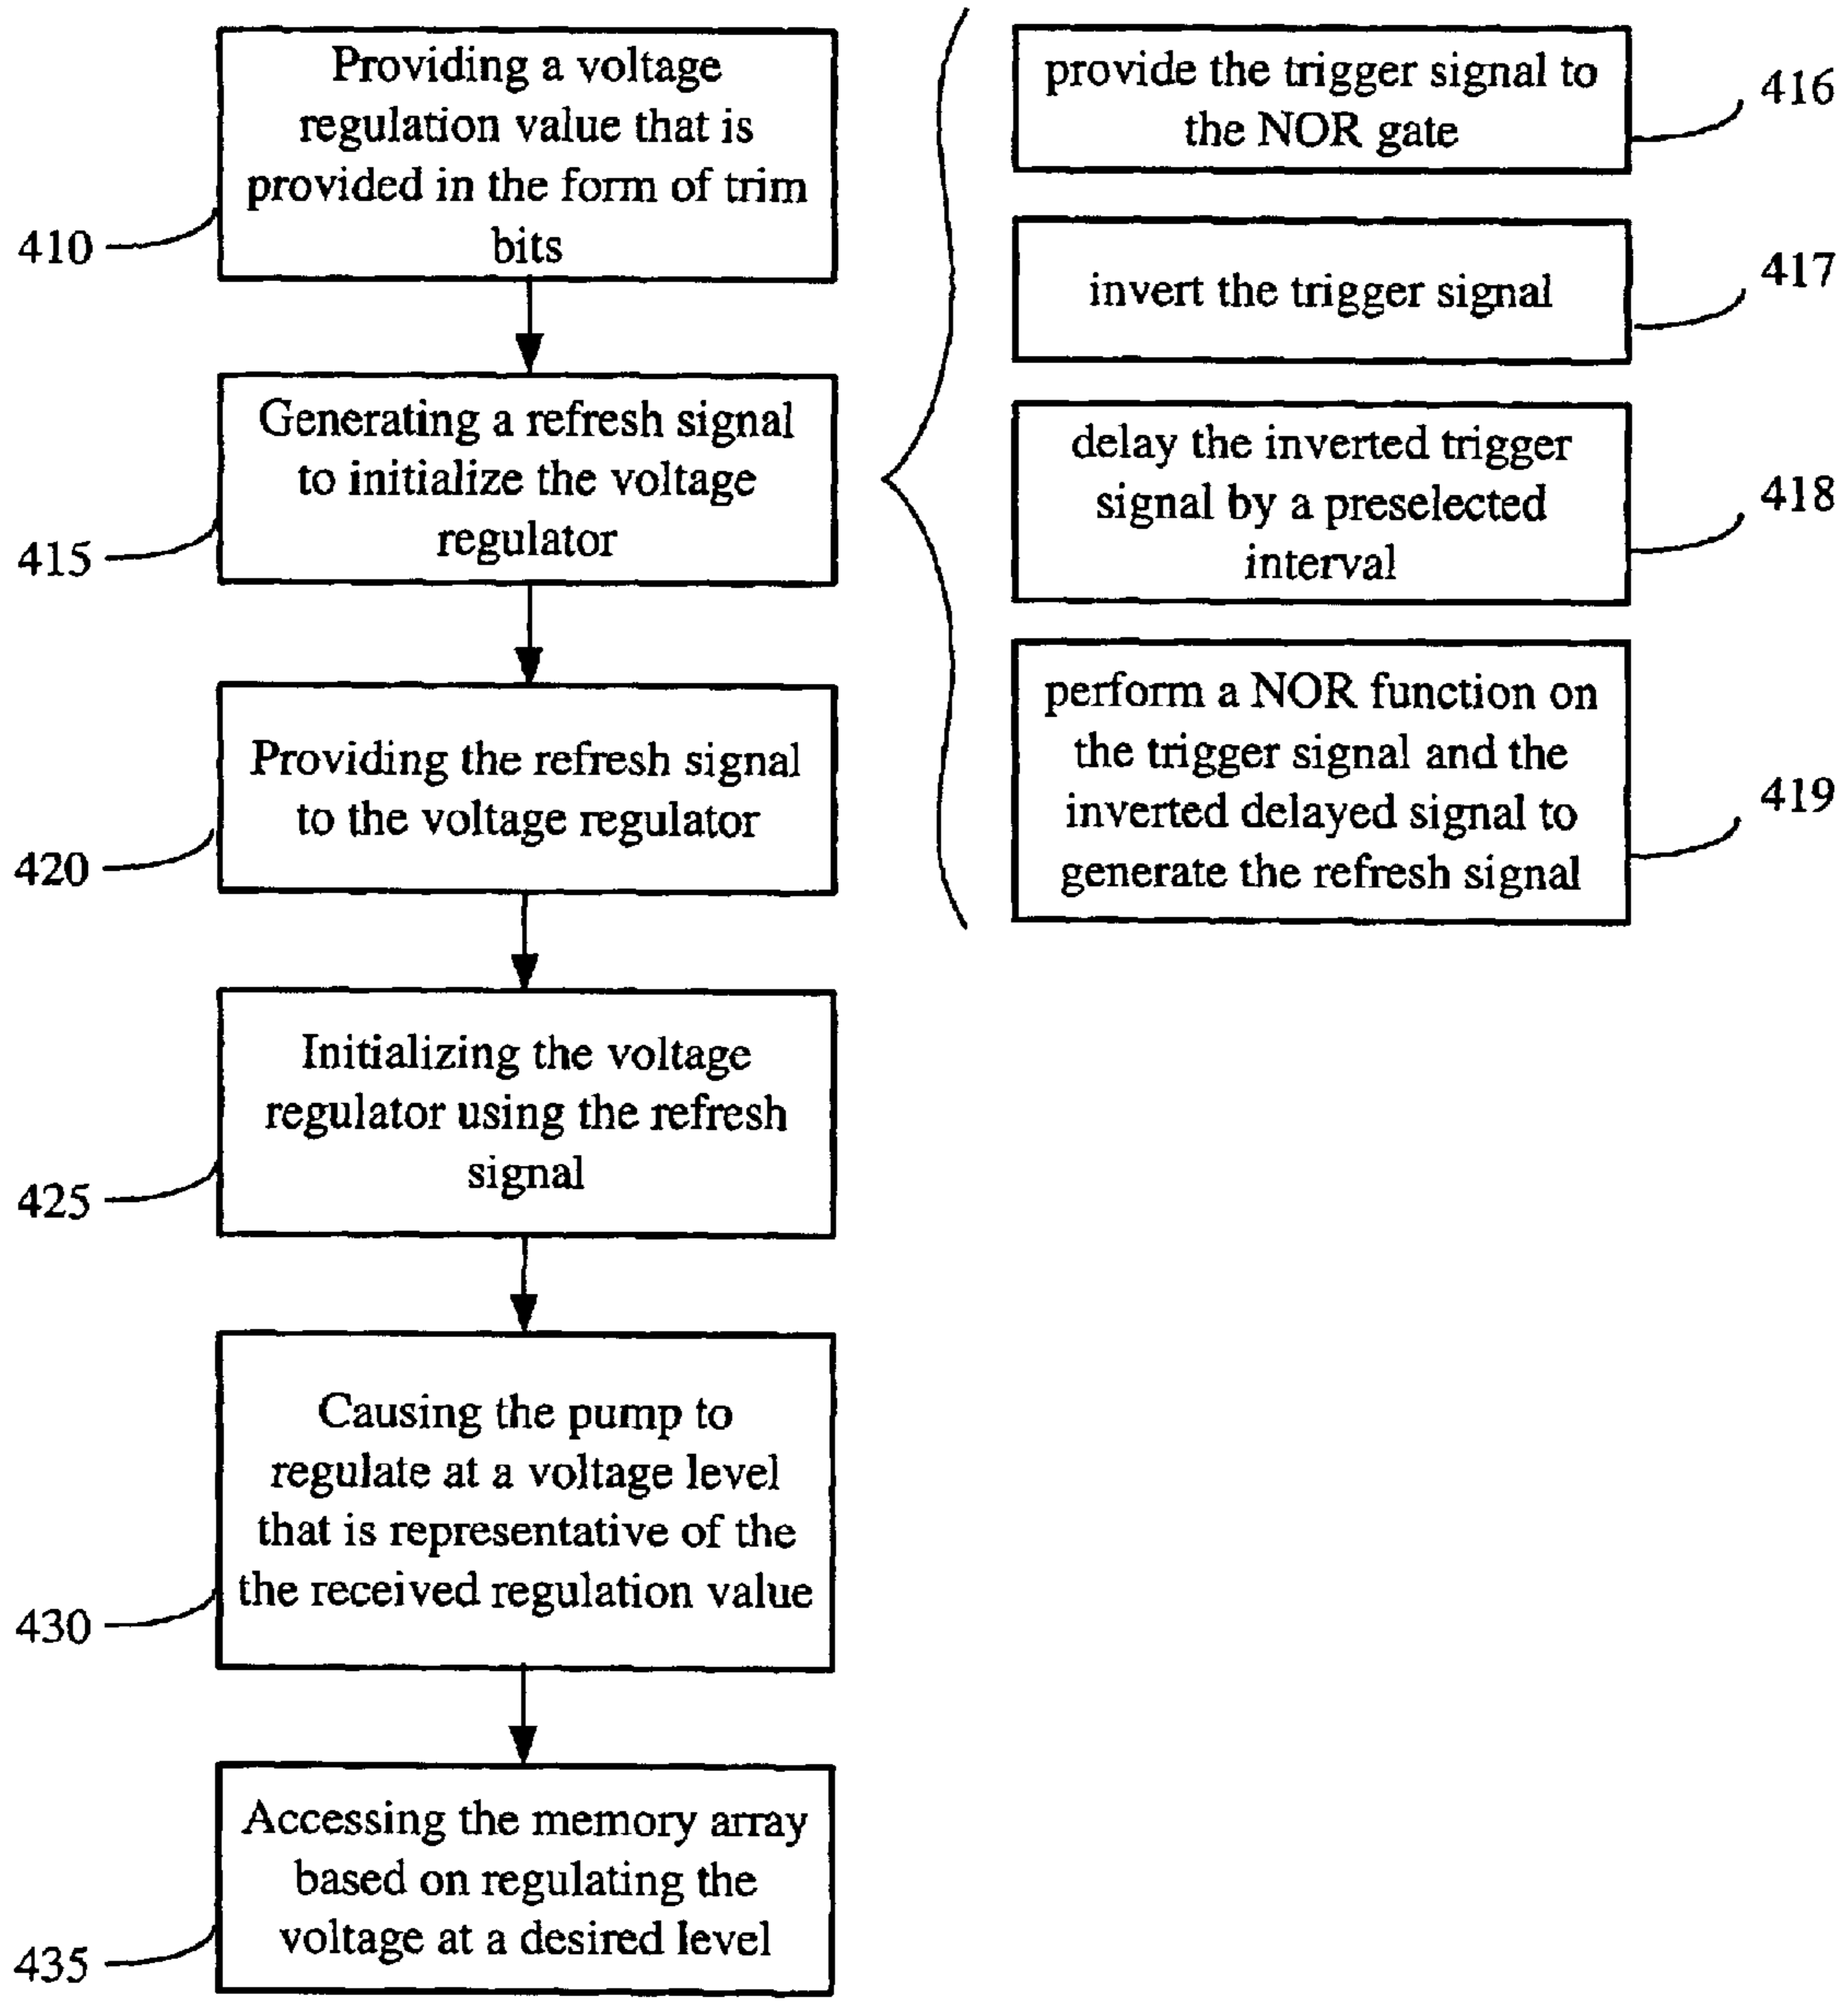 Providing a voltage
regulation value that is
provided in the form of trim
bits
410
Generating a refresh signal
to initialize the voltage
regulator
415
provide the trigger signal to
the NOR gate
416
invert the trigger signal
417
delay the inverted trigger
signal by a preselected
interval
418
perform a NOR function on
the trigger signal and the
inverted delayed signal to
generate the refresh signal
419
Providing the refresh signal
to the voltage regulator
420
Initializing the voltage
regulator using the refresh
signal
425
Causing the pump to
regulate at a voltage level
that is representative of the
the received regulation value
430
Accessing the memory array
based on regulating the
voltage at a desired level
435